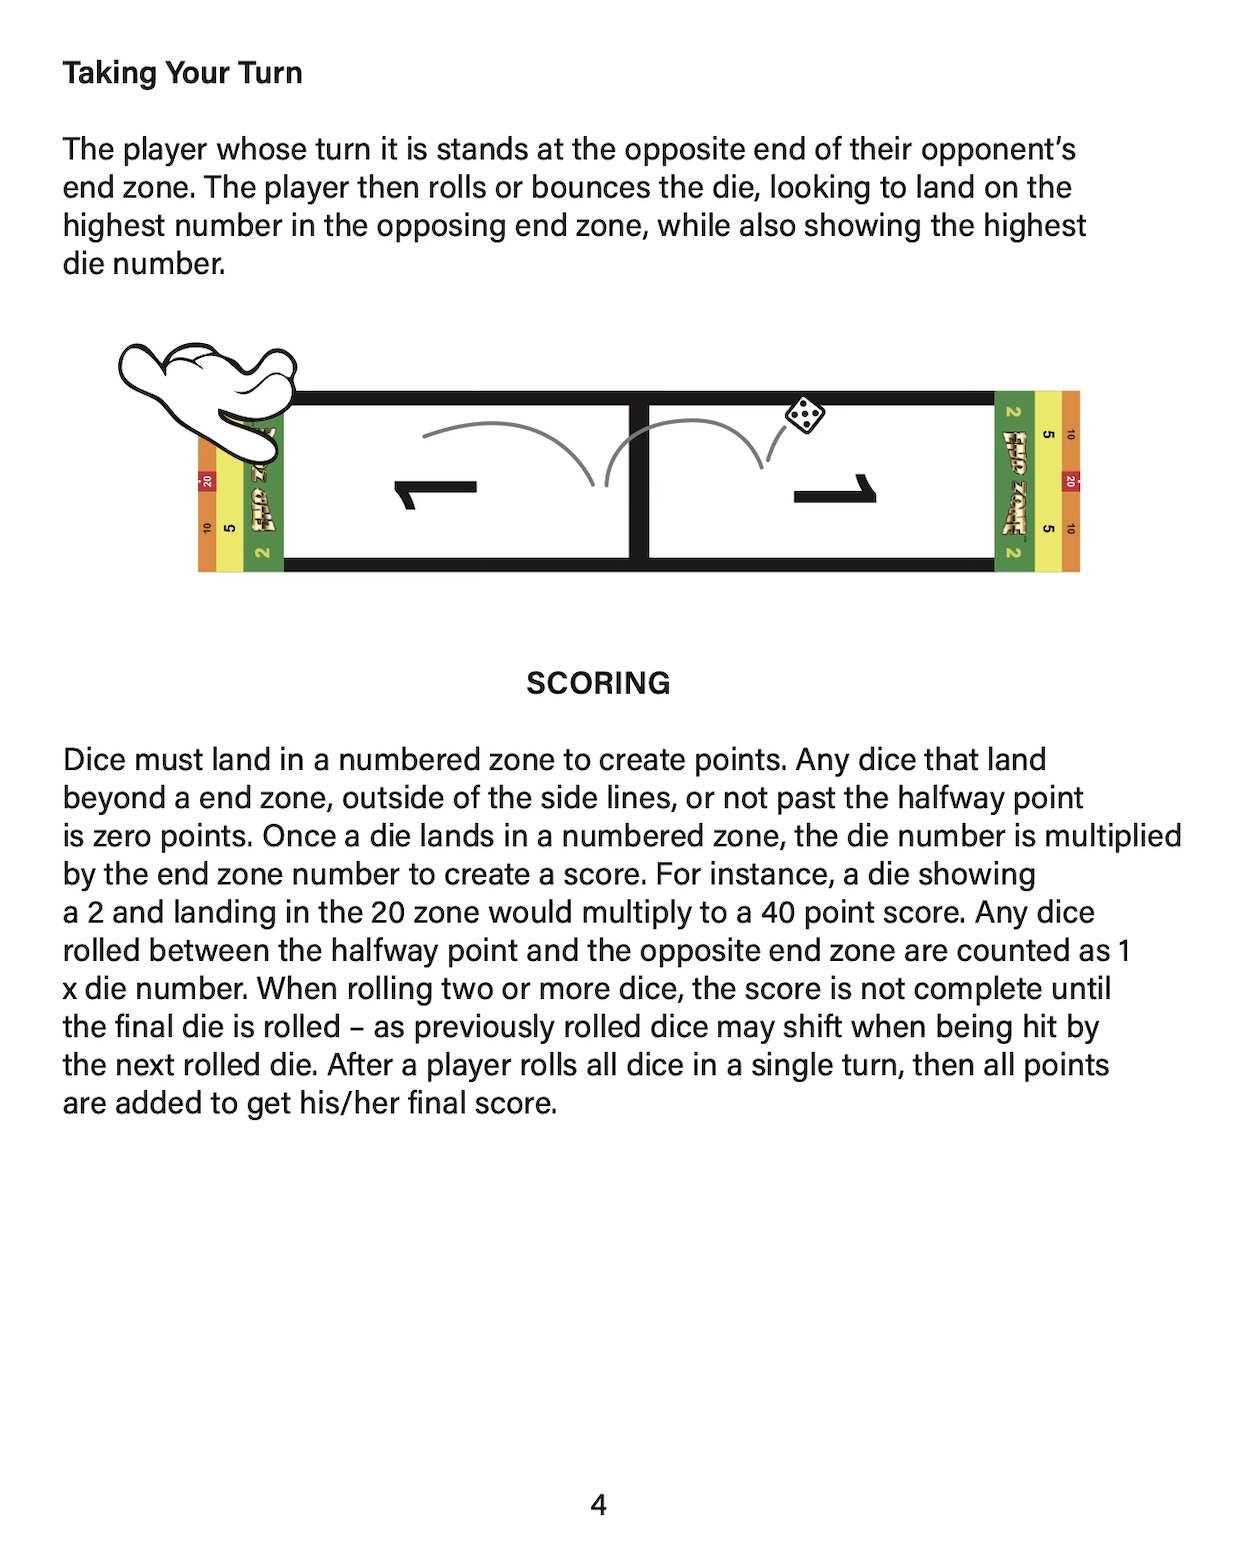 Taking Your Turn
The player whose turn it is stands at the opposite end of their opponent’s
end zone. The player then rolls or bounces the die, looking to land on the
highest number in the opposing end zone, while also showing the highest
die number.
20
10
5
2
1
1
2
END ZONE
2
5
5
10
20
10
SCORING
Dice must land in a numbered zone to create points. Any dice that land
beyond a end zone, outside of the side lines, or not past the halfway point
is zero points. Once a die lands in a numbered zone, the die number is multiplied
by the end zone number to create a score. For instance, a die showing
a 2 and landing in the 20 zone would multiply to a 40 point score. Any dice
rolled between the halfway point and the opposite end zone are counted as 1
x die number. When rolling two or more dice, the score is not complete until
the final die is rolled – as previously rolled dice may shift when being hit by
the next rolled die. After a player rolls all dice in a single turn, then all points
are added to get his/her final score.
4